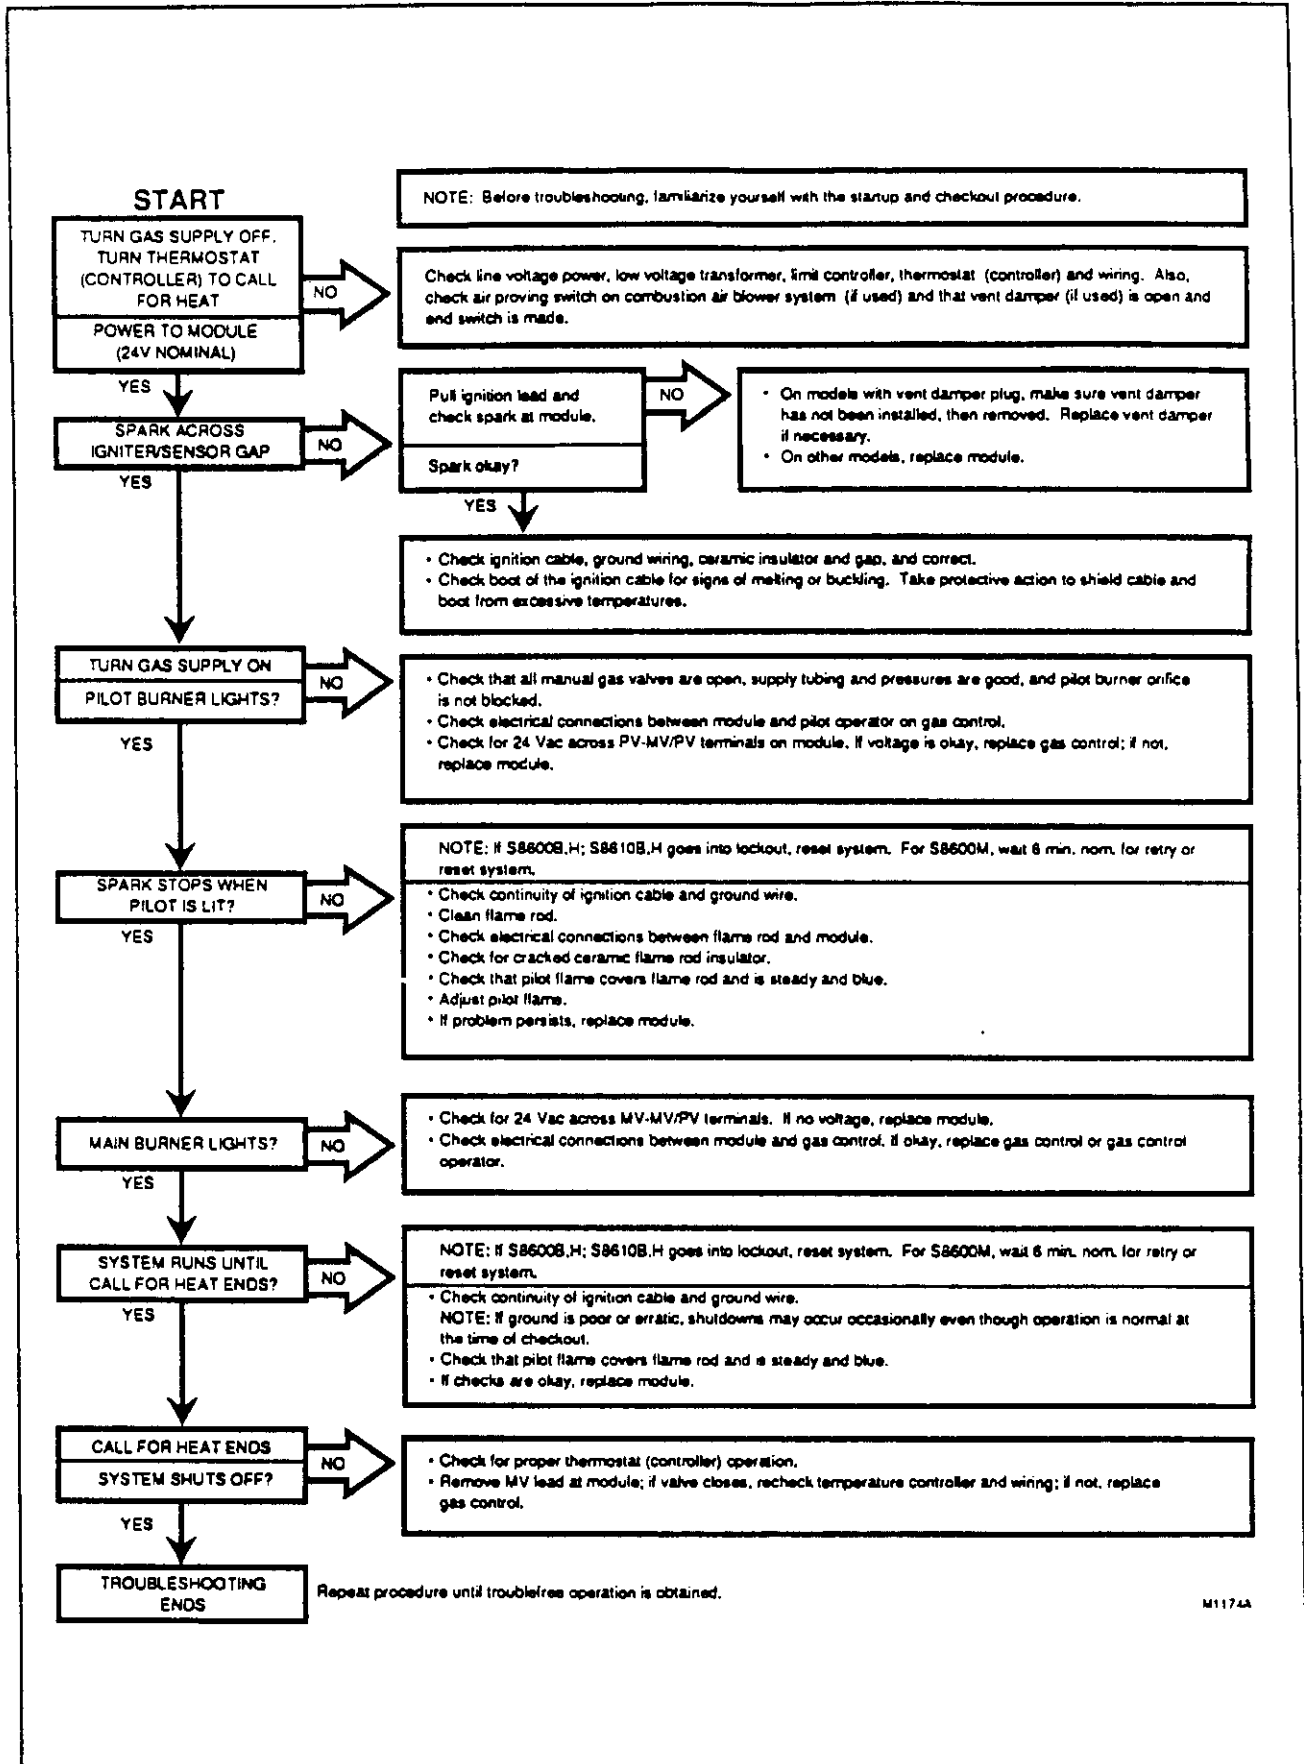 START
NOTE: Before troubleshooting, familiarize yourself with the startup and checkout procedure.
TURN GAS SUPPLY OFF.
TURN THERMOSTAT
(CONTROLLER) TO CALL
FOR HEAT
POWER TO MODULE
(24V NOMINAL)
NO
Check line voltage power, low voltage transformer, limit controller, thermostat (controller) and wiring. Also,
check air proving switch on combustion air blower system (if used) and that vent damper (if used) is open and
end switch is made.
YES
SPARK ACROSS
IGNITER/SENSOR GAP
NO
Pull ignition lead and
check spark at module.
Spark okay?
NO
• On models with vent damper plug, make sure vent damper
has not been installed, then removed. Replace vent damper
if necessary.
• On other models, replace module.
YES
YES
• Check ignition cable, ground wiring, ceramic insulator and gap, and correct.
• Check boot of the ignition cable for signs of melting or buckling. Take protective action to shield cable and
boot from excessive temperatures.
TURN GAS SUPPLY ON
PILOT BURNER LIGHTS?
NO
• Check that all manual gas valves are open, supply tubing and pressures are good, and pilot burner orifice
is not blocked.
• Check electrical connections between module and pilot operator on gas control.
• Check for 24 Vac across PV-MV/PV terminals on module. If voltage is okay, replace gas control; if not,
replace module.
YES
SPARK STOPS WHEN
PILOT IS LIT?
NO
NOTE: If S8600B,H; S8610B,H goes into lockout, reset system. For S8600M, wait 6 min. nom. for retry or
reset system.
• Check continuity of ignition cable and ground wire.
• Clean flame rod.
• Check electrical connections between flame rod and module.
• Check for cracked ceramic flame rod insulator.
• Check that pilot flame covers flame rod and is steady and blue.
• Adjust pilot flame.
• If problem persists, replace module.
YES
MAIN BURNER LIGHTS?
NO
• Check for 24 Vac across MV-MV/PV terminals. If no voltage, replace module.
• Check electrical connections between module and gas control, if okay, replace gas control or gas control
operator.
YES
SYSTEM RUNS UNTIL
CALL FOR HEAT ENDS?
NO
NOTE: If S8600B,H; S8610B,H goes into lockout, reset system. For S8600M, wait 6 min. nom. for retry or
reset system.
• Check continuity of ignition cable and ground wire.
NOTE: If ground is poor or erratic, shutdowns may occur occasionally even though operation is normal at
the time of checkout.
• Check that pilot flame covers flame rod and is steady and blue.
• If checks are okay, replace module.
YES
CALL FOR HEAT ENDS
SYSTEM SHUTS OFF?
NO
• Check for proper thermostat (controller) operation.
• Remove MV lead at module; if valve closes, recheck temperature controller and wiring; if not, replace
gas control.
YES
TROUBLESHOOTING
ENDS
Repeat procedure until troublefree operation is obtained.
M1174A